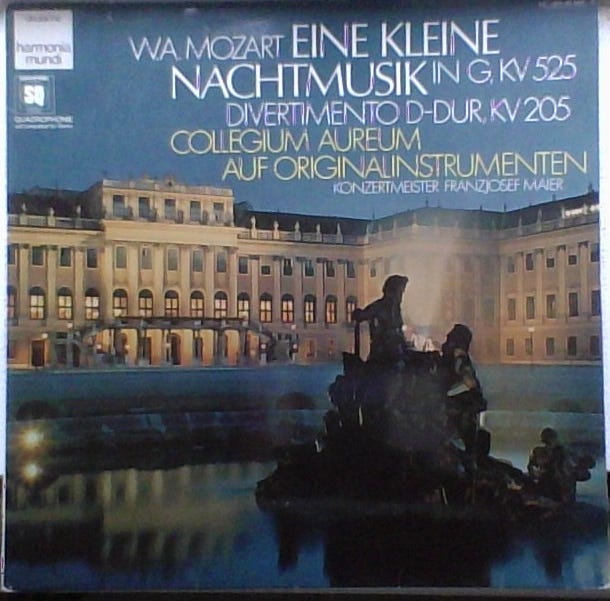 harmonia
mundi
SQ
QUADROPHONIE
W.A. MOZART EINE KLEINE
NACHTMUSIK IN G, KV 525
DIVERTIMENTO D-DUR, KV 205
COLLEGIUM AUREUM
AUF ORIGINALINSTRUMENTEN
KONZERTMEISTER FRANZJOSEF MAIER